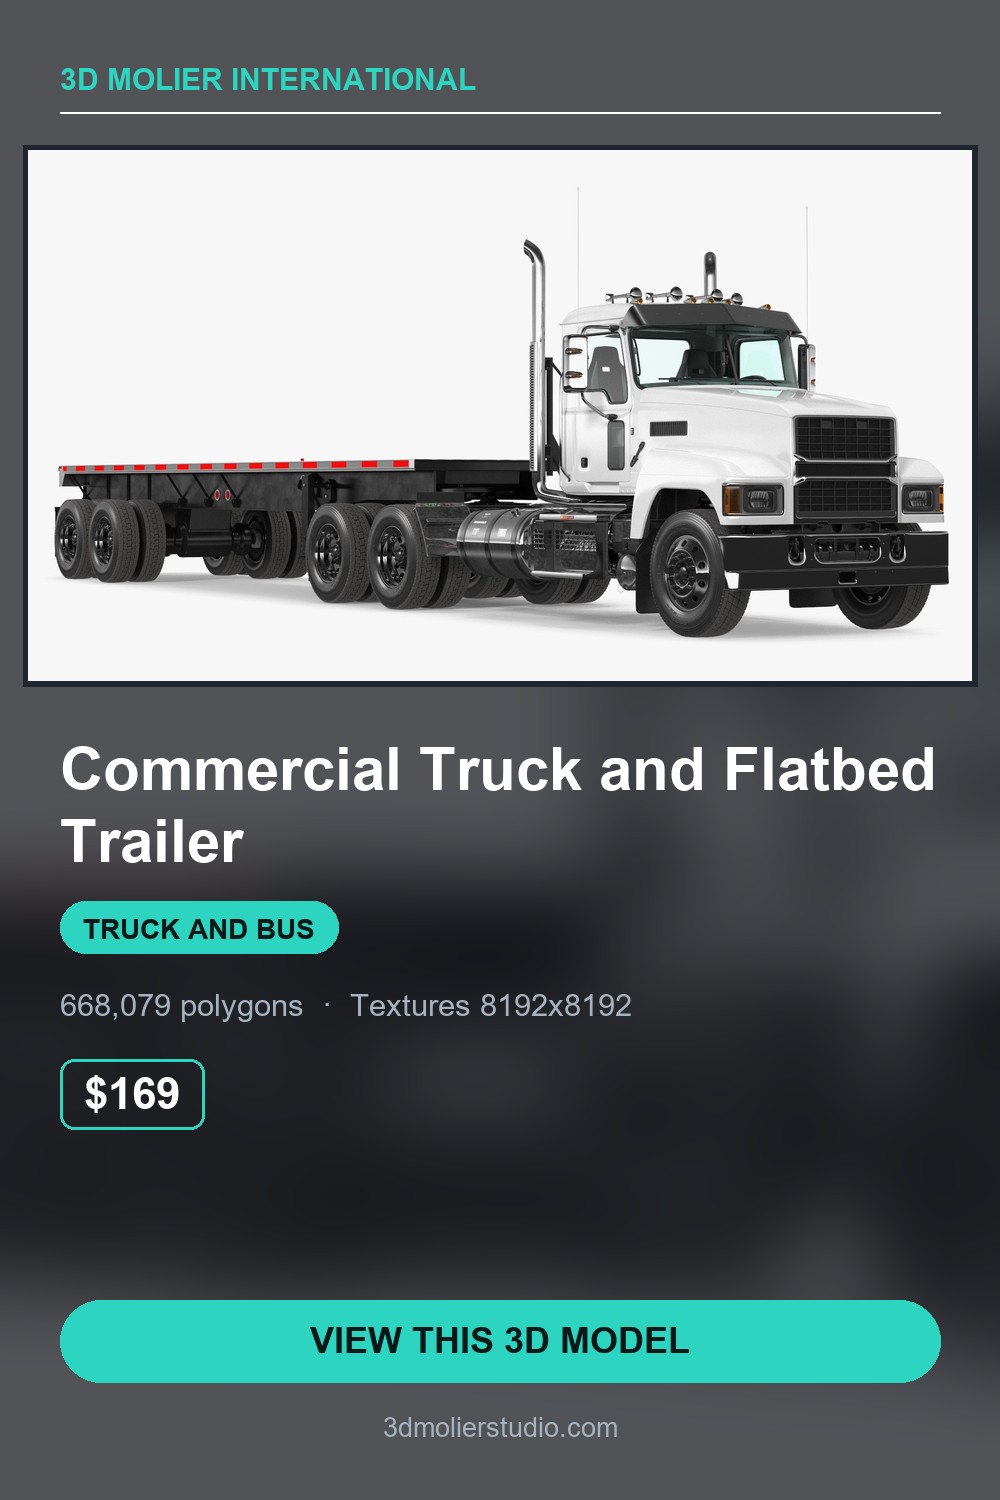 3D MOLIER INTERNATIONAL
Commercial Truck and Flatbed
Trailer
TRUCK AND BUS
668,079 polygons · Textures 8192x8192
$169
VIEW THIS 3D MODEL
3dmolierstudio.com